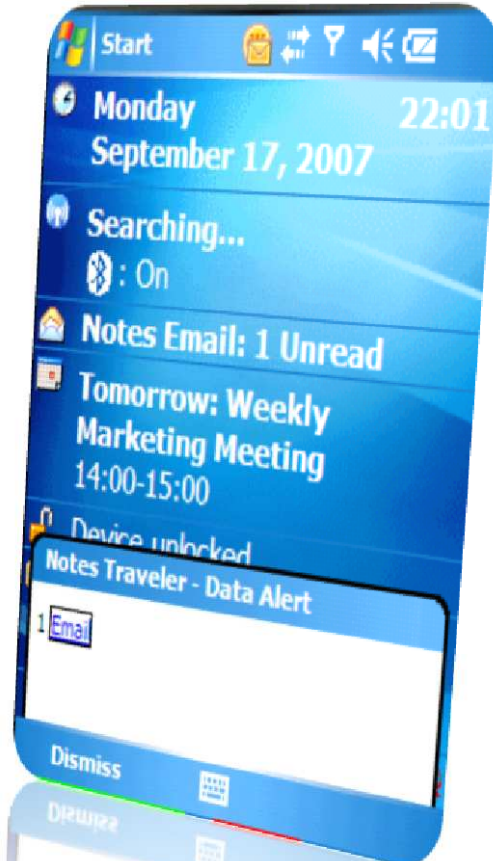 Start
Monday 22:01
September 17, 2007
Searching...
: On
Notes Email: 1 Unread
Tomorrow: Weekly
Marketing Meeting
14:00-15:00
Device unlocked
Notes Traveler - Data Alert
1 Email
Dismiss
Dismiss